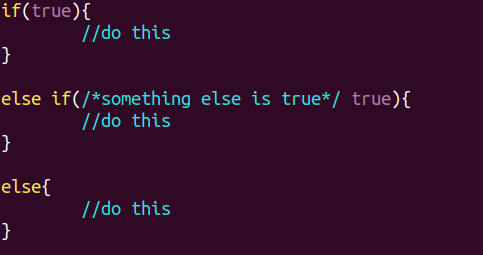 if(true){
        //do this
}

else if(/*something else is true*/ true){
        //do this
}

else{
        //do this
}